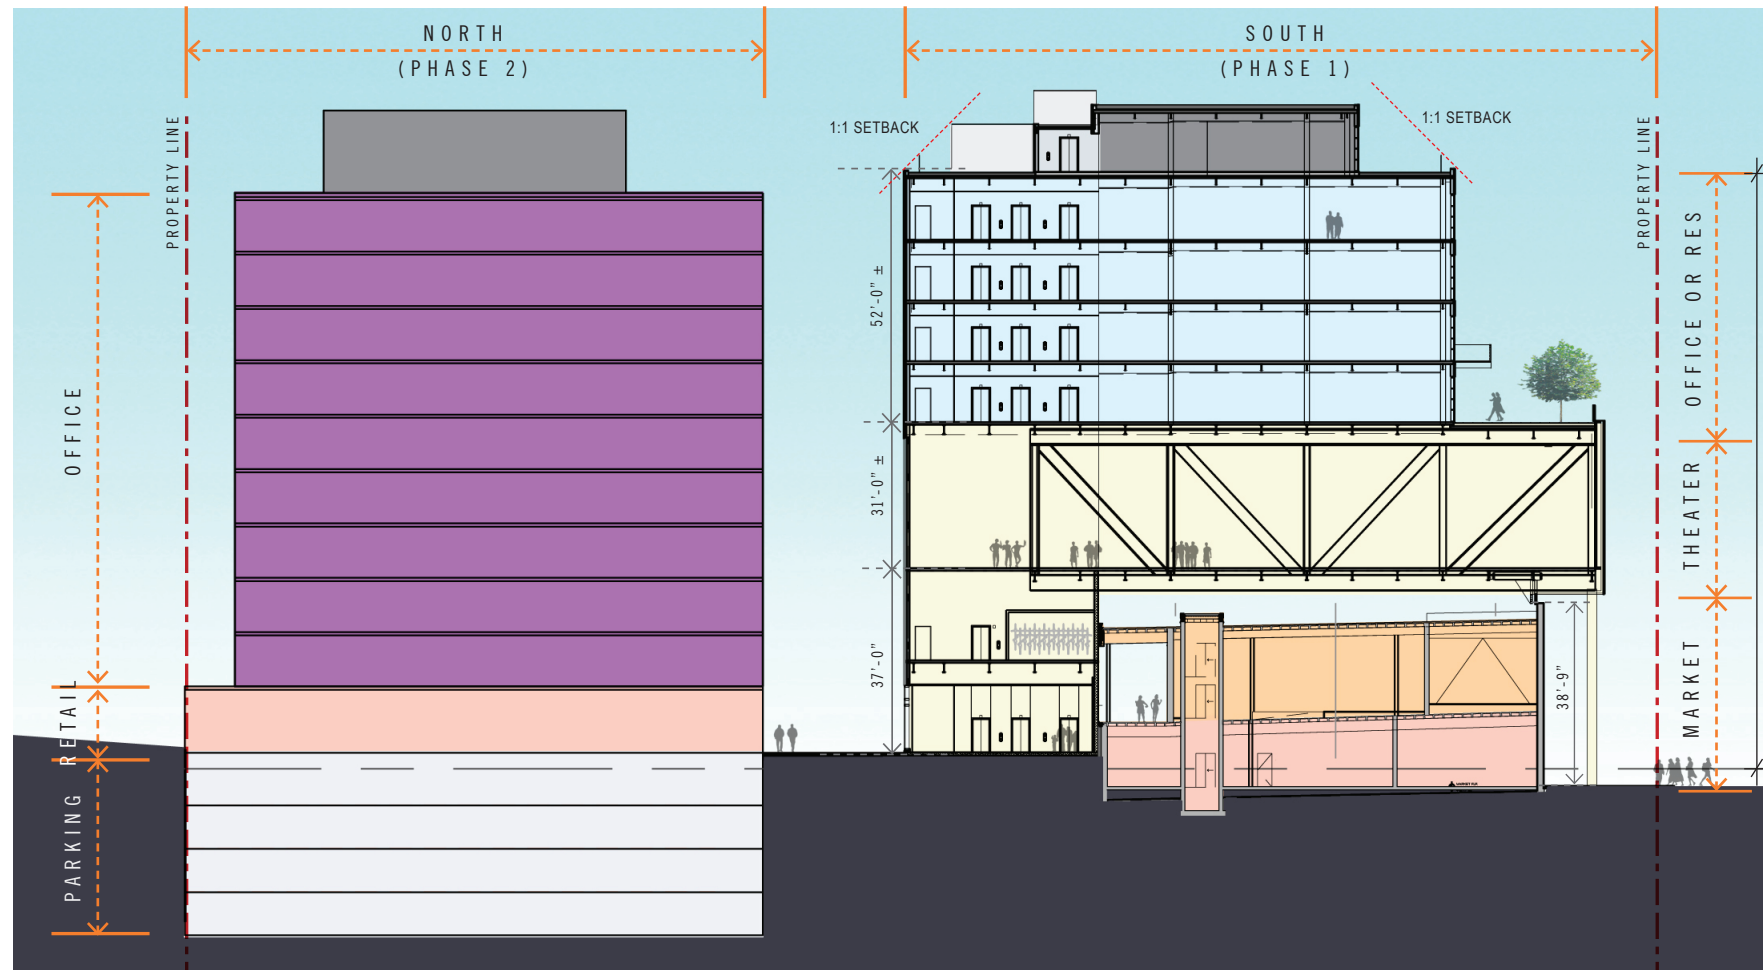 NORTH
(PHASE 2)
SOUTH
(PHASE 1)
PROPERTY LINE
1:1 SETBACK
1:1 SETBACK
PROPERTY LINE
OFFICE
RETAIL
PARKING
52'-0" ±
31'-0" ±
37'-0"
38'-9"
OFFICE OR RES
THEATER
MARKET